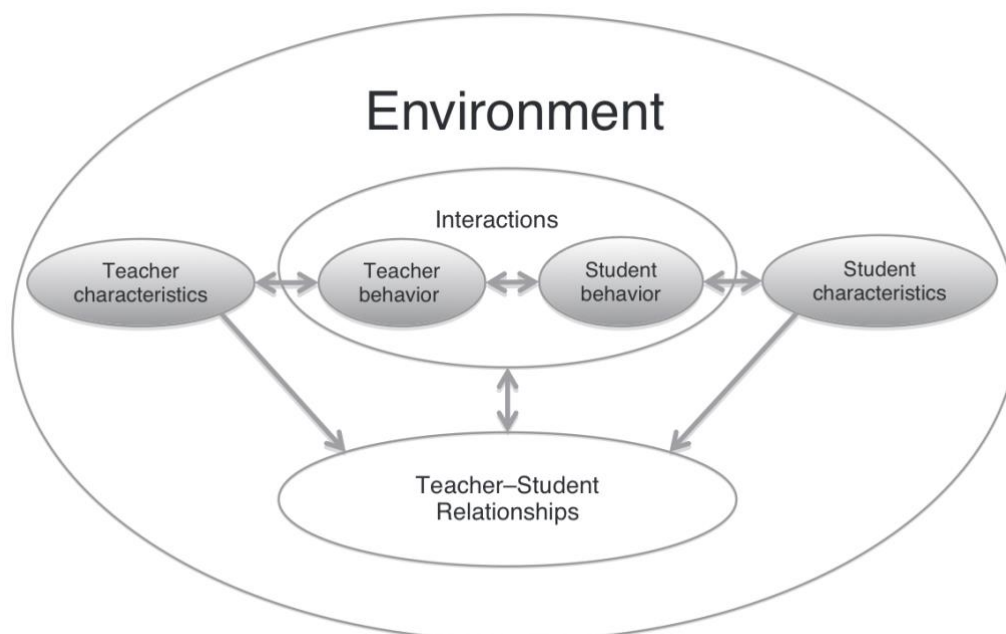 Environment
Interactions
Teacher
characteristics
Teacher
behavior
Student
behavior
Student
characteristics
Teacher–Student
Relationships